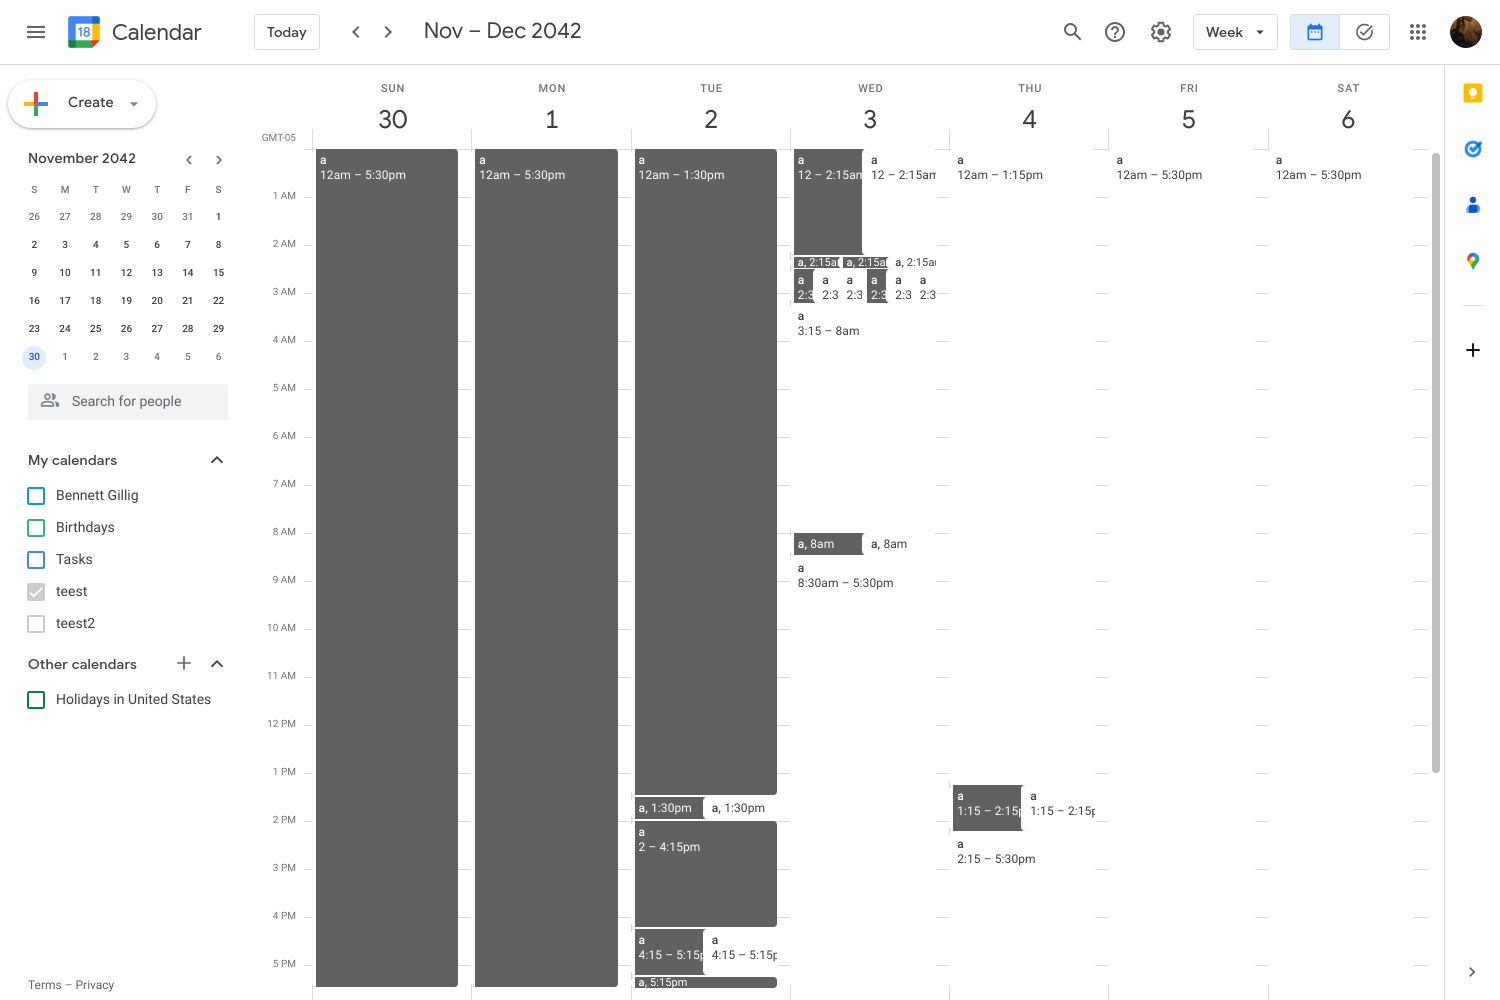 18 Calendar Today Nov – Dec 2042 Week
Create
November 2042
S M T W T F S
26 27 28 29 30 31 1
2 3 4 5 6 7 8
9 10 11 12 13 14 15
16 17 18 19 20 21 22
23 24 25 26 27 28 29
30 1 2 3 4 5 6
Search for people
My calendars
Bennett Gillig
Birthdays
Tasks
teest
teest2
Other calendars
Holidays in United States
Terms – Privacy
SUN MON TUE WED THU FRI SAT
30 1 2 3 4 5 6
GMT-05
1 AM
2 AM
3 AM
4 AM
5 AM
6 AM
7 AM
8 AM
9 AM
10 AM
11 AM
12 PM
1 PM
2 PM
3 PM
4 PM
5 PM
a
12am – 5:30pm
a
12am – 5:30pm
a
12am – 1:30pm
a, 1:30pm
a, 1:30pm
a
2 – 4:15pm
a
4:15 – 5:15p
a
4:15 – 5:15p
a, 5:15pm
a
12 – 2:15am
a
12 – 2:15am
a, 2:15a
a, 2:15a
a, 2:15a
a
2:3
a
2:3
a
2:3
a
2:3
a
2:3
a
2:3
a
3:15 – 8am
a, 8am
a, 8am
a
8:30am – 5:30pm
a
12am – 1:15pm
a
1:15 – 2:15p
a
1:15 – 2:15p
a
2:15 – 5:30pm
a
12am – 5:30pm
a
12am – 5:30pm